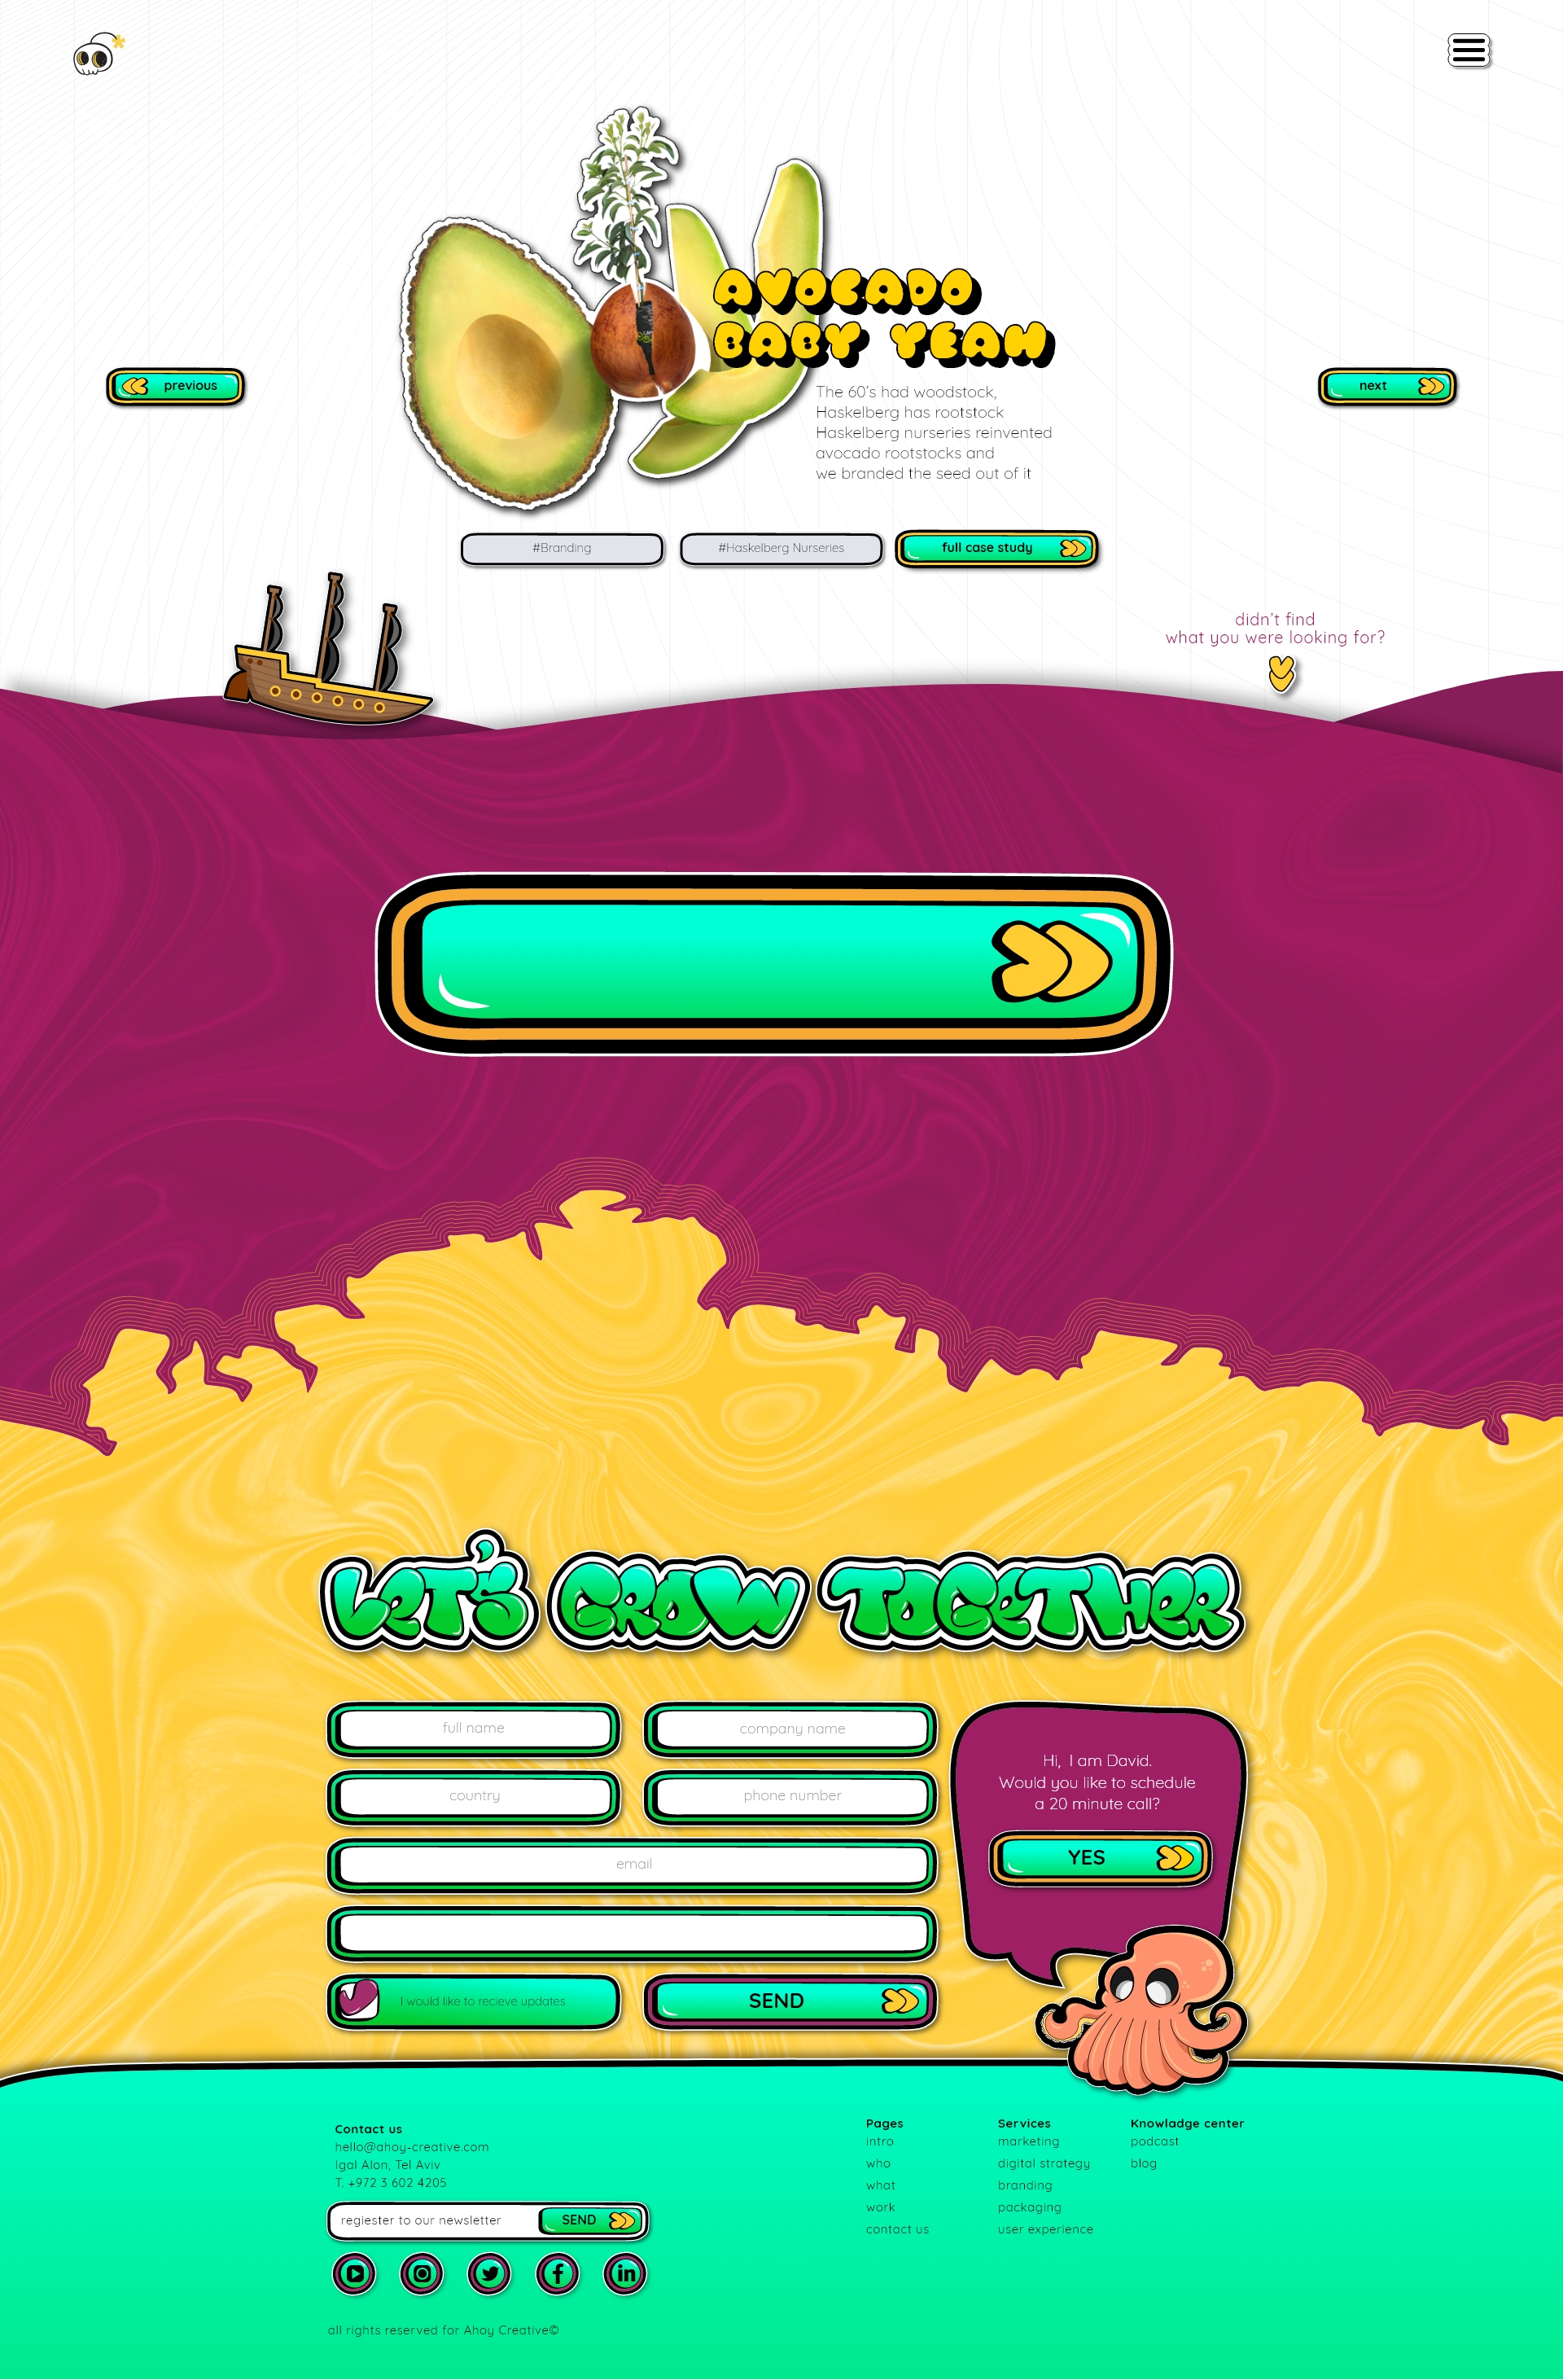 AVOCADO
BABY YEAH
The 60's had woodstock,
Haskelberg has rootstock
Haskelberg nurseries reinvented
avocado rootstocks and
we branded the seed out of it
previous
next
#Branding
#Haskelberg Nurseries
full case study
didn't find
what you were looking for?
LET'S GROW TOGETHER
full name
company name
country
phone number
email
I would like to recieve updates
SEND
Hi, I am David.
Would you like to schedule
a 20 minute call?
YES
Contact us
hello@ahoy-creative.com
Igal Alon, Tel Aviv
T. +972 3 602 4205
regiester to our newsletter
SEND
all rights reserved for Ahoy Creative©
Pages
intro
who
what
work
contact us
Services
marketing
digital strategy
branding
packaging
user experience
Knowladge center
podcast
blog